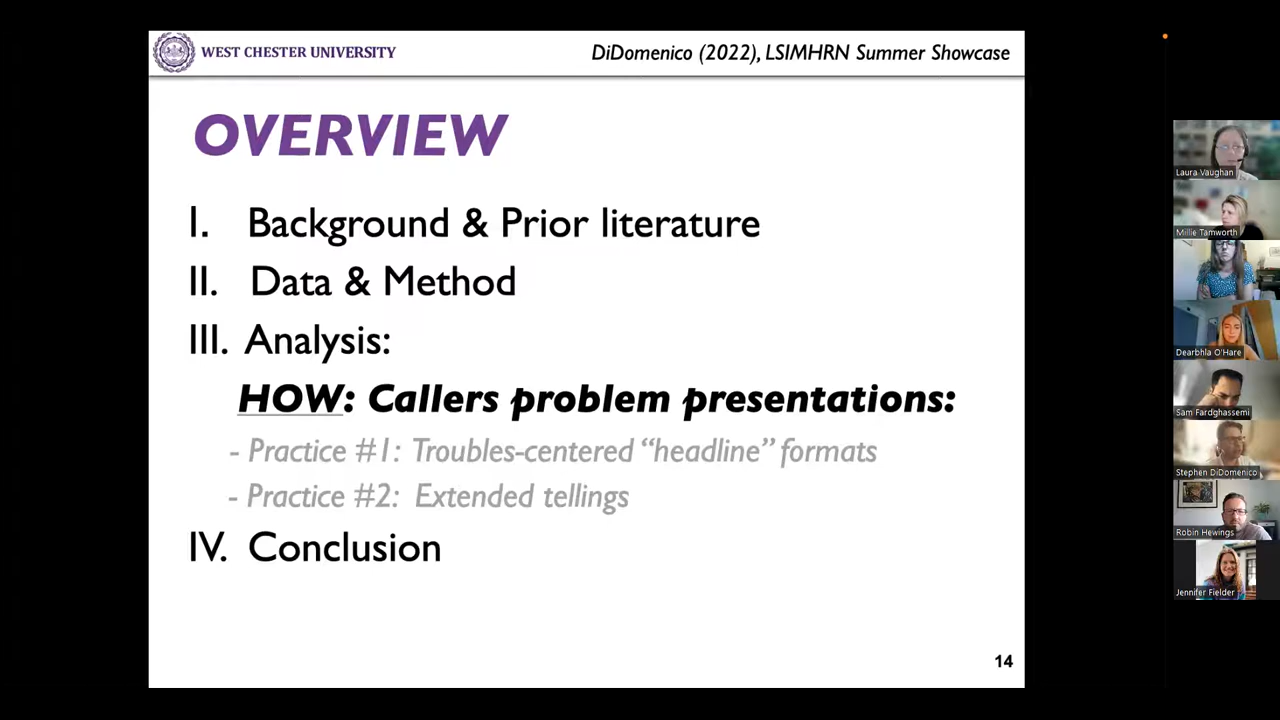 WEST CHESTER UNIVERSITY
DiDomenico (2022), LSIMHRN Summer Showcase
OVERVIEW
I. Background & Prior literature
II. Data & Method
III. Analysis:
HOW: Callers problem presentations:
- Practice #1: Troubles-centered “headline” formats
- Practice #2: Extended tellings
IV. Conclusion
14
Laura Vaughan
Millie Tamworth
Dearbhla O'Hare
Sam Fardghassemi
Stephen DiDomenico
Robin Hewings
Jennifer Fielder